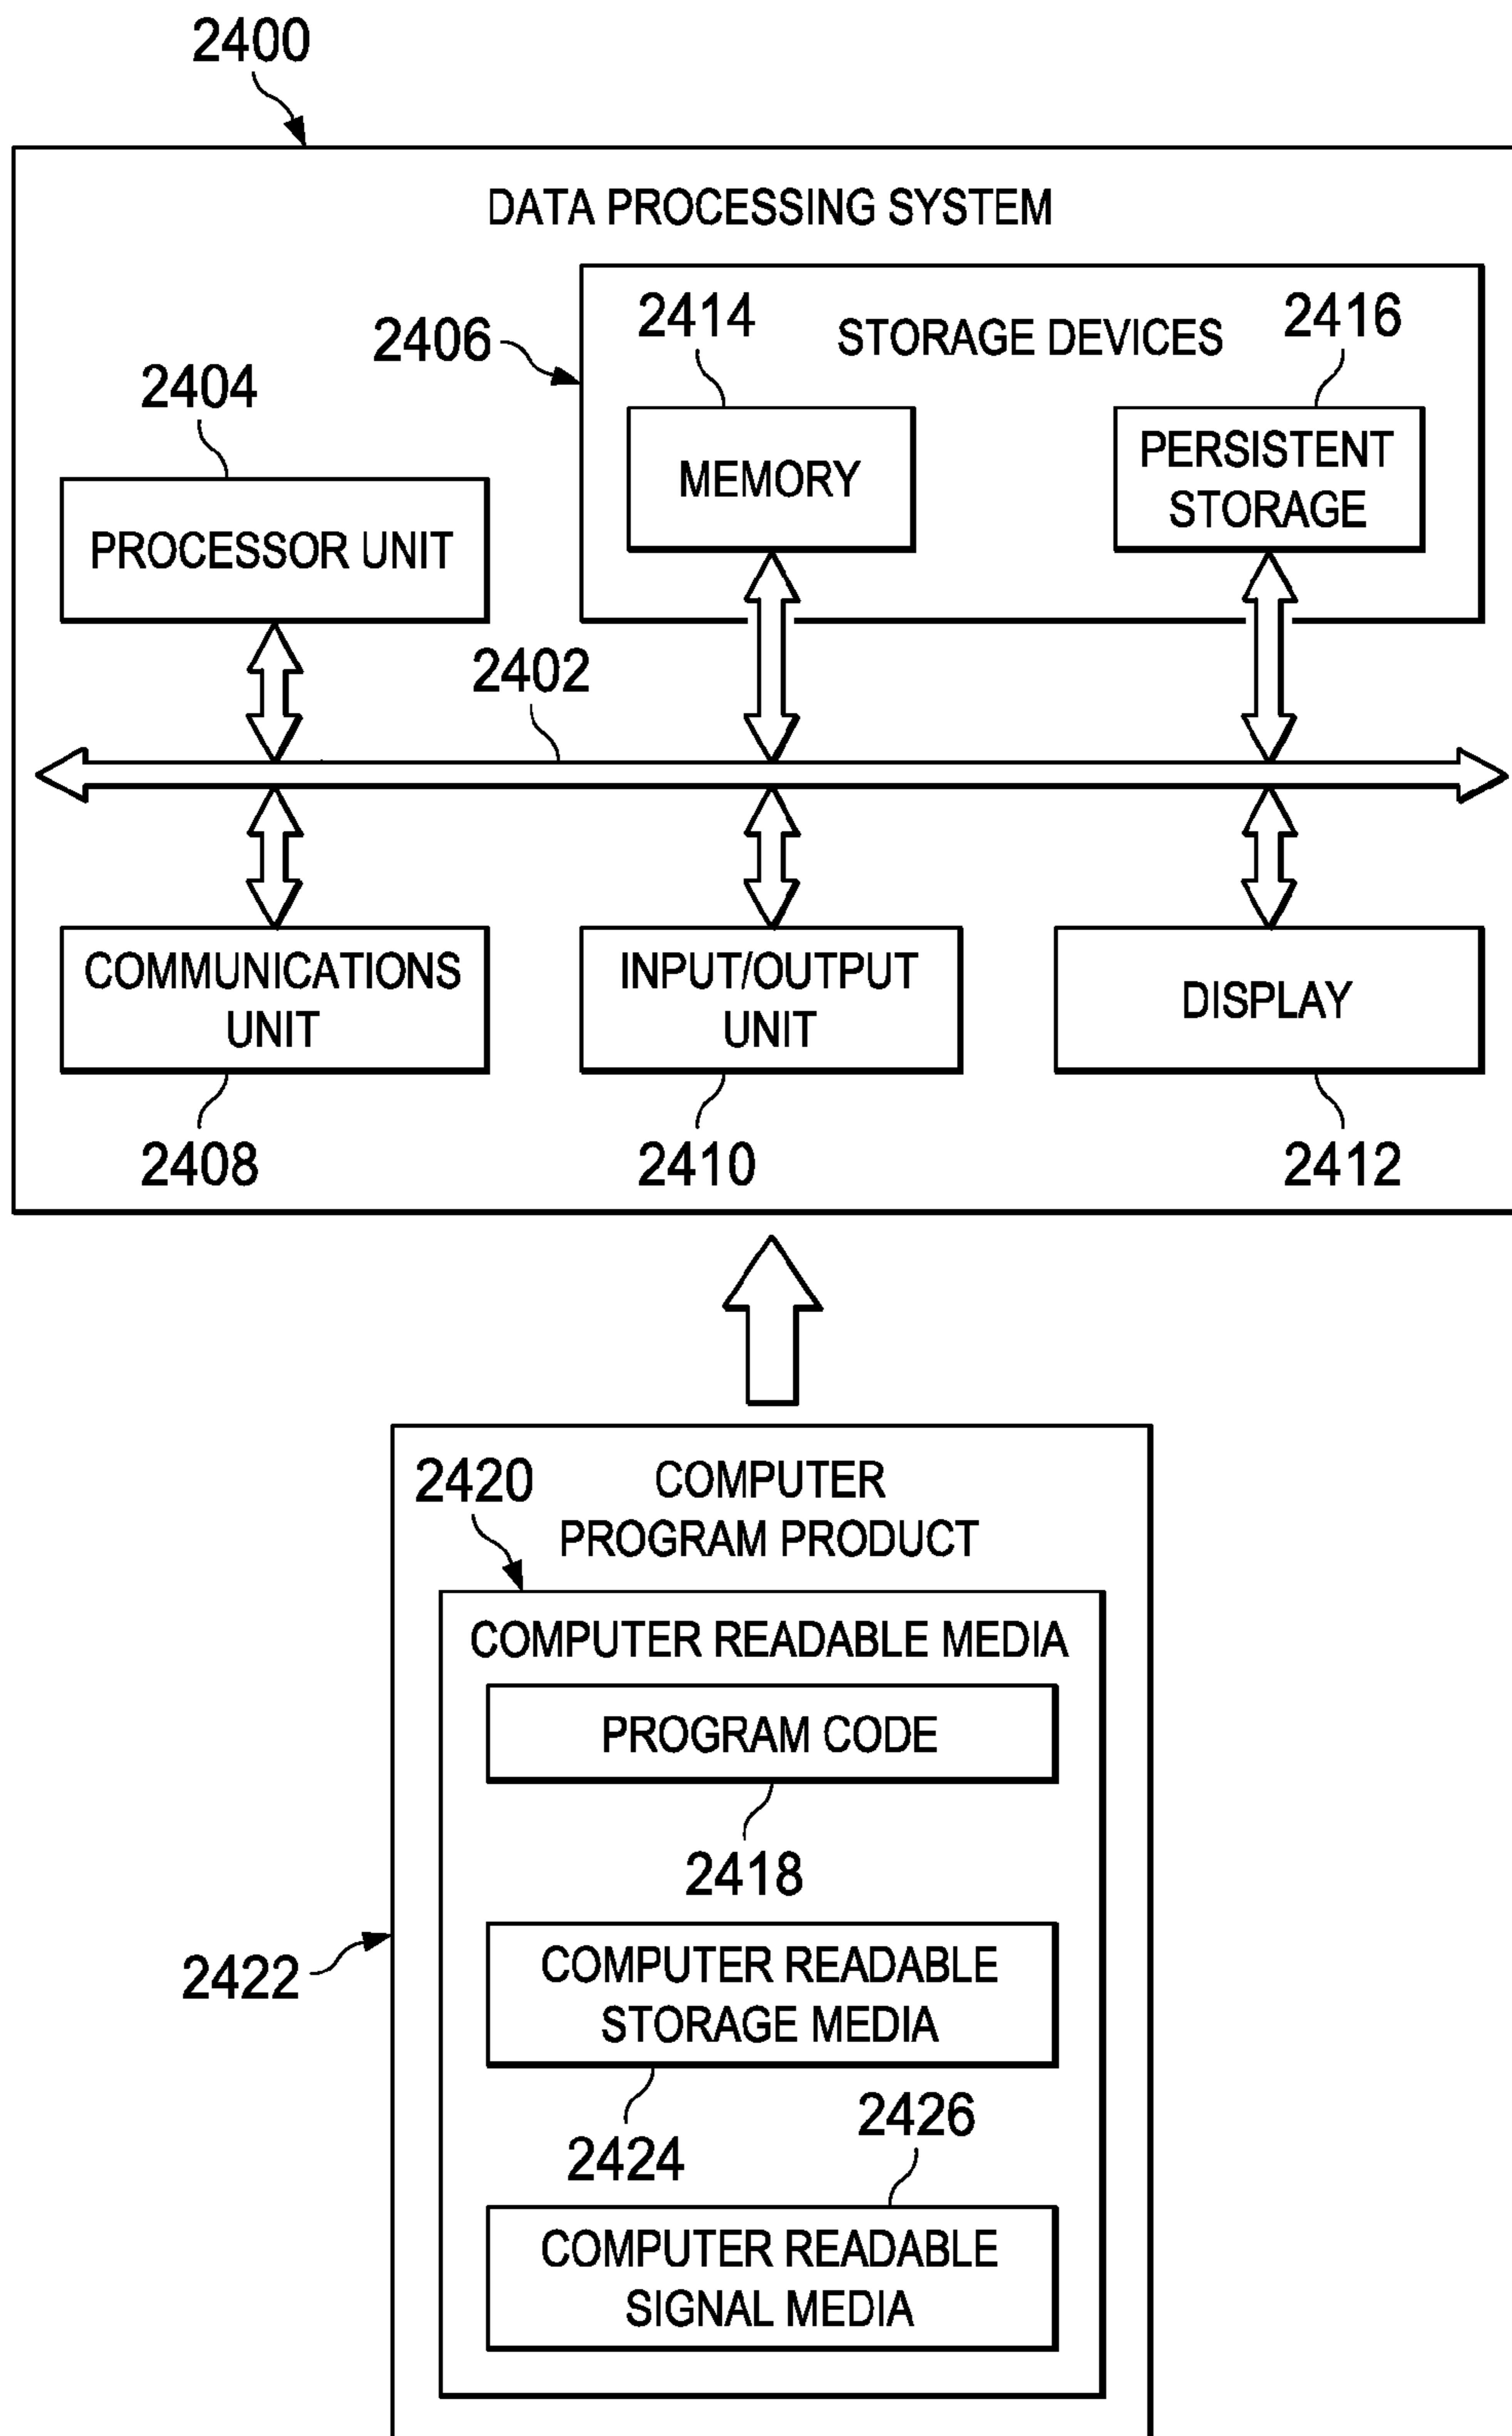 2400
DATA PROCESSING SYSTEM
2406
2414
STORAGE DEVICES
2416
2404
MEMORY
PERSISTENT
STORAGE
PROCESSOR UNIT
2402
COMMUNICATIONS
UNIT
INPUT/OUTPUT
UNIT
DISPLAY
2408
2410
2412
2420
COMPUTER
PROGRAM PRODUCT
COMPUTER READABLE MEDIA
PROGRAM CODE
2418
2422
COMPUTER READABLE
STORAGE MEDIA
2424
2426
COMPUTER READABLE
SIGNAL MEDIA